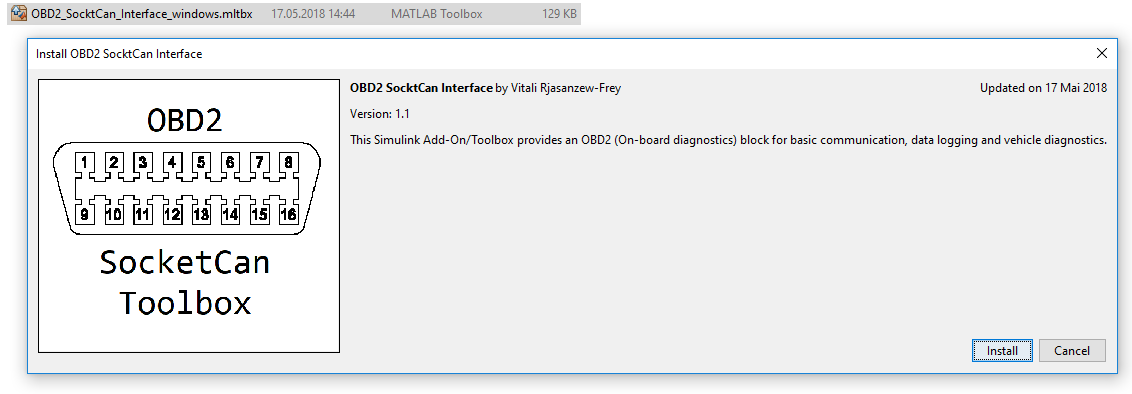 OBD2_SocktCan_Interface_windows.mltbx 17.05.2018 14:44 MATLAB Toolbox 129 KB
Install OBD2 SocktCan Interface
OBD2
1 2 3 4 5 6 7 8
9 10 11 12 13 14 15 16
SocketCan
Toolbox
OBD2 SocktCan Interface by Vitali Rjasanzew-Frey Updated on 17 Mai 2018
Version: 1.1
This Simulink Add-On/Toolbox provides an OBD2 (On-board diagnostics) block for basic communication, data logging and vehicle diagnostics.
Install Cancel